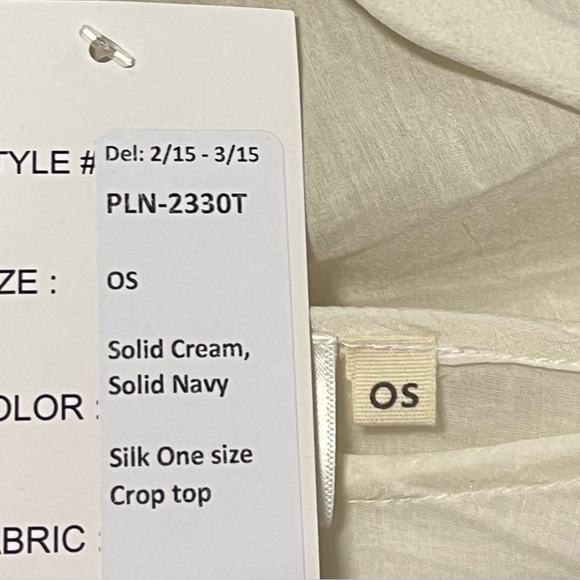 TYLE # Del: 2/15 - 3/15
PLN-2330T
ZE : OS
Solid Cream,
OLOR : Solid Navy
Silk One size
Crop top
ABRIC :
OS